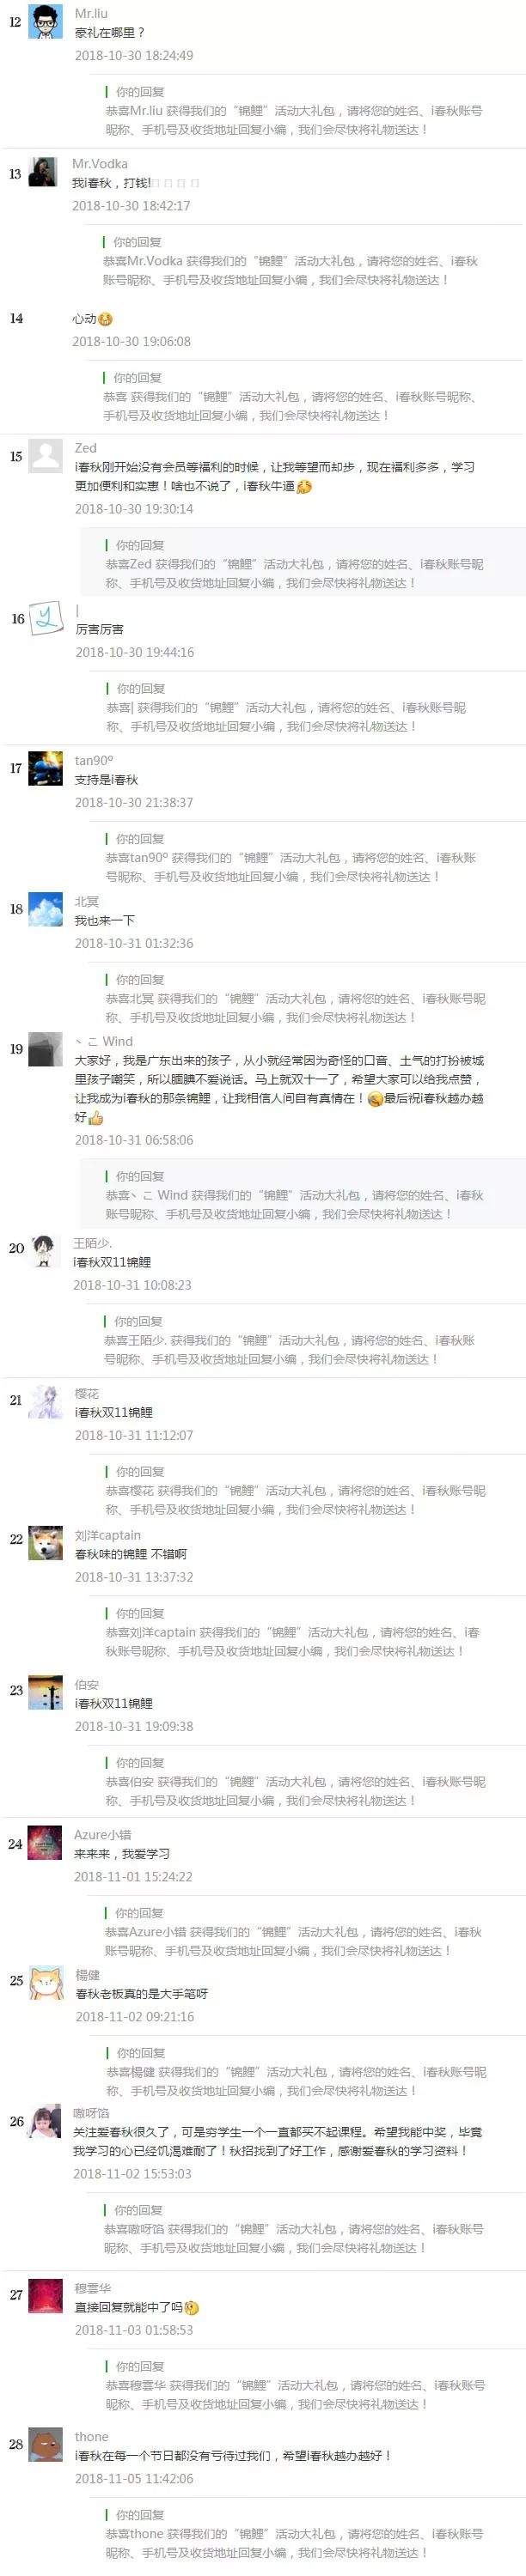 12
Mr.liu
豪礼在哪里？
2018-10-30 18:24:49
你的回复
恭喜Mr.liu 获得我们的“锦鲤”活动大礼包，请将您的姓名、i春秋账号
昵称、手机号及收货地址回复小编，我们会尽快将礼物送达！
13
Mr.Vodka
我i春秋，打钱!
2018-10-30 18:42:17
你的回复
恭喜Mr.Vodka 获得我们的“锦鲤”活动大礼包，请将您的姓名、i春秋
账号昵称、手机号及收货地址回复小编，我们会尽快将礼物送达！
14
心动
2018-10-30 19:06:08
你的回复
恭喜 获得我们的“锦鲤”活动大礼包，请将您的姓名、i春秋账号昵称、
手机号及收货地址回复小编，我们会尽快将礼物送达！
15
Zed
i春秋刚开始没有会员等福利的时候，让我等望而却步，现在福利多多，学习
更加便利和实惠！啥也不说了，i春秋牛逼
2018-10-30 19:30:14
你的回复
恭喜Zed 获得我们的“锦鲤”活动大礼包，请将您的姓名、i春秋账号昵
称、手机号及收货地址回复小编，我们会尽快将礼物送达！
16
|
厉害厉害
2018-10-30 19:44:16
你的回复
恭喜| 获得我们的“锦鲤”活动大礼包，请将您的姓名、i春秋账号昵
称、手机号及收货地址回复小编，我们会尽快将礼物送达！
17
tan90º
支持是i春秋
2018-10-30 21:38:37
你的回复
恭喜tan90º 获得我们的“锦鲤”活动大礼包，请将您的姓名、i春秋账
号昵称、手机号及收货地址回复小编，我们会尽快将礼物送达！
18
北冥
我也来一下
2018-10-31 01:32:36
你的回复
恭喜北冥 获得我们的“锦鲤”活动大礼包，请将您的姓名、i春秋账号昵
称、手机号及收货地址回复小编，我们会尽快将礼物送达！
19
丶こ Wind
大家好，我是广东出来的孩子，从小就经常因为奇怪的口音、土气的打扮被城
里孩子嘲笑，所以腼腆不爱说话。马上就双十一了，希望大家可以给我点赞，
让我成为i春秋的那条锦鲤，让我相信人间自有真情在！最后祝i春秋越办越
好
2018-10-31 06:58:06
你的回复
恭喜丶こ Wind 获得我们的“锦鲤”活动大礼包，请将您的姓名、i春秋
账号昵称、手机号及收货地址回复小编，我们会尽快将礼物送达！
20
王陌少.
i春秋双11锦鲤
2018-10-31 10:08:23
你的回复
恭喜王陌少. 获得我们的“锦鲤”活动大礼包，请将您的姓名、i春秋账
号昵称、手机号及收货地址回复小编，我们会尽快将礼物送达！
21
樱花
i春秋双11锦鲤
2018-10-31 11:12:07
你的回复
恭喜樱花 获得我们的“锦鲤”活动大礼包，请将您的姓名、i春秋账号昵
称、手机号及收货地址回复小编，我们会尽快将礼物送达！
22
刘洋captain
春秋味的锦鲤 不错啊
2018-10-31 13:37:32
你的回复
恭喜刘洋captain 获得我们的“锦鲤”活动大礼包，请将您的姓名、i春
秋账号昵称、手机号及收货地址回复小编，我们会尽快将礼物送达！
23
伯安
i春秋双11锦鲤
2018-10-31 19:09:38
你的回复
恭喜伯安 获得我们的“锦鲤”活动大礼包，请将您的姓名、i春秋账号昵
称、手机号及收货地址回复小编，我们会尽快将礼物送达！
24
Azure小错
来来来，我爱学习
2018-11-01 15:24:22
你的回复
恭喜Azure小错 获得我们的“锦鲤”活动大礼包，请将您的姓名、i春秋
账号昵称、手机号及收货地址回复小编，我们会尽快将礼物送达！
25
楊健
春秋老板真的是大手笔呀
2018-11-02 09:21:16
你的回复
恭喜楊健 获得我们的“锦鲤”活动大礼包，请将您的姓名、i春秋账号昵
称、手机号及收货地址回复小编，我们会尽快将礼物送达！
26
嗷呀馅
关注爱春秋很久了，可是穷学生一个一直都买不起课程。希望我能中奖，毕竟
我学习的心已经饥渴难耐了！秋招找到了好工作，感谢爱春秋的学习资料！
2018-11-02 15:53:03
你的回复
恭喜嗷呀馅 获得我们的“锦鲤”活动大礼包，请将您的姓名、i春秋账号
昵称、手机号及收货地址回复小编，我们会尽快将礼物送达！
27
穆雲华
直接回复就能中了吗
2018-11-03 01:58:53
你的回复
恭喜穆雲华 获得我们的“锦鲤”活动大礼包，请将您的姓名、i春秋账号
昵称、手机号及收货地址回复小编，我们会尽快将礼物送达！
28
thone
i春秋在每一个节日都没有亏待过我们，希望i春秋越办越好！
2018-11-05 11:42:06
你的回复
恭喜thone 获得我们的“锦鲤”活动大礼包，请将您的姓名、i春秋账号
昵称、手机号及收货地址回复小编，我们会尽快将礼物送达！